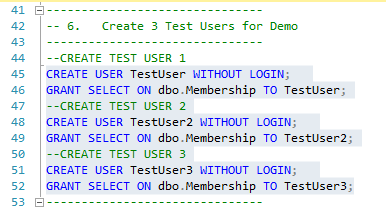 41 ------------------------------
42 -- 6.   Create 3 Test Users for Demo
43 ------------------------------
44 --CREATE TEST USER 1
45 CREATE USER TestUser WITHOUT LOGIN;
46 GRANT SELECT ON dbo.Membership TO TestUser;
47 --CREATE TEST USER 2
48 CREATE USER TestUser2 WITHOUT LOGIN;
49 GRANT SELECT ON dbo.Membership TO TestUser2;
50 --CREATE TEST USER 3
51 CREATE USER TestUser3 WITHOUT LOGIN;
52 GRANT SELECT ON dbo.Membership TO TestUser3;
53 ------------------------------